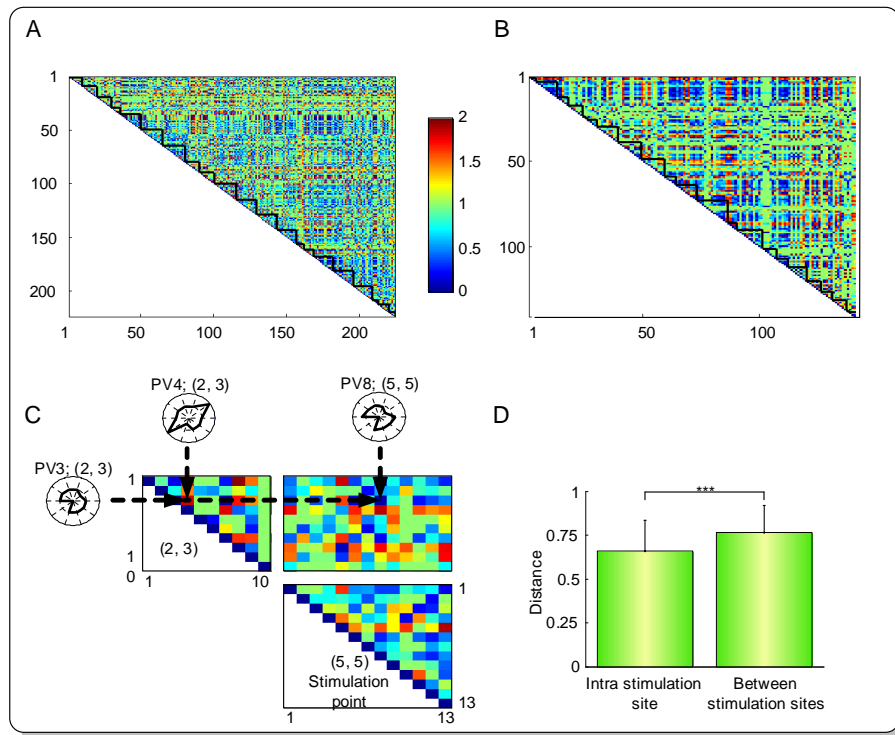 A
B
1
50
100
150
200
1
50
100
150
200
2
1.5
1
0.5
0
1
50
100
1
50
100
C
PV4; (2, 3)
PV8; (5, 5)
PV3; (2, 3)
1
(2, 3)
1
0
1
10
1
(5, 5)
Stimulation
point
13
1
13
D
***
1
0.75
0.5
0.25
0
Distance
Intra stimulation
site
Between
stimulation sites